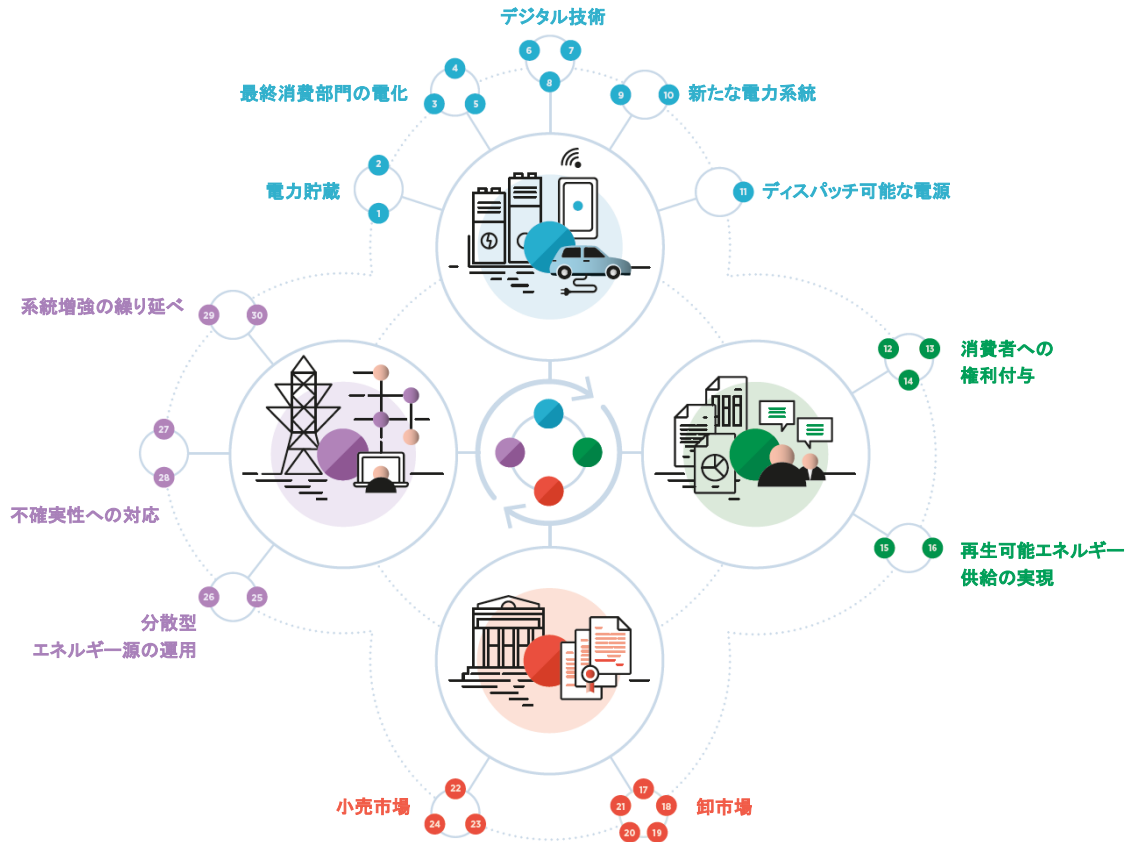 デジタル技術
6
7
8
最終消費部門の電化
4
3
5
9
10
新たな電力系統
電力貯蔵
2
1
11
ディスパッチ可能な電源
系統増強の繰り延べ
29
30
12
13
14
消費者への
権利付与
27
28
不確実性への対応
15
16
再生可能エネルギー
供給の実現
26
25
分散型
エネルギー源の運用
小売市場
22
24
23
17
21
18
20
19
卸市場